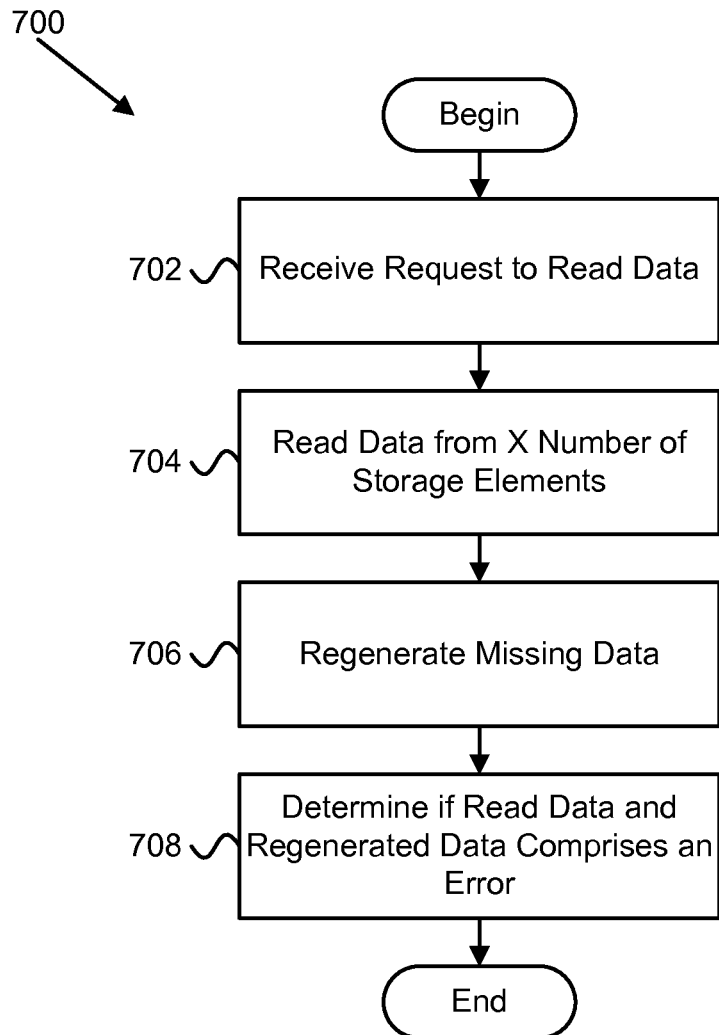 700
Begin
702
Receive Request to Read Data
704
Read Data from X Number of
Storage Elements
706
Regenerate Missing Data
708
Determine if Read Data and
Regenerated Data Comprises an
Error
End